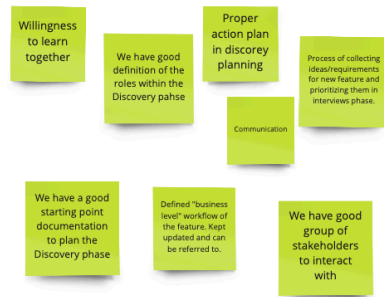 Willingness
to learn
together
We have good
definition of the
roles within the
Discovery pahse
Proper
action plan
in discorey
planning
Process of collecting
ideas/requirements
for new feature and
prioritizing them in
interviews phase.
Communication
We have a good
starting point
documentation
to plan the
Discovery phase
Defined "business
level" workflow of
the feature. Kept
updated and can
be referred to.
We have good
group of
stakeholders
to interact
with